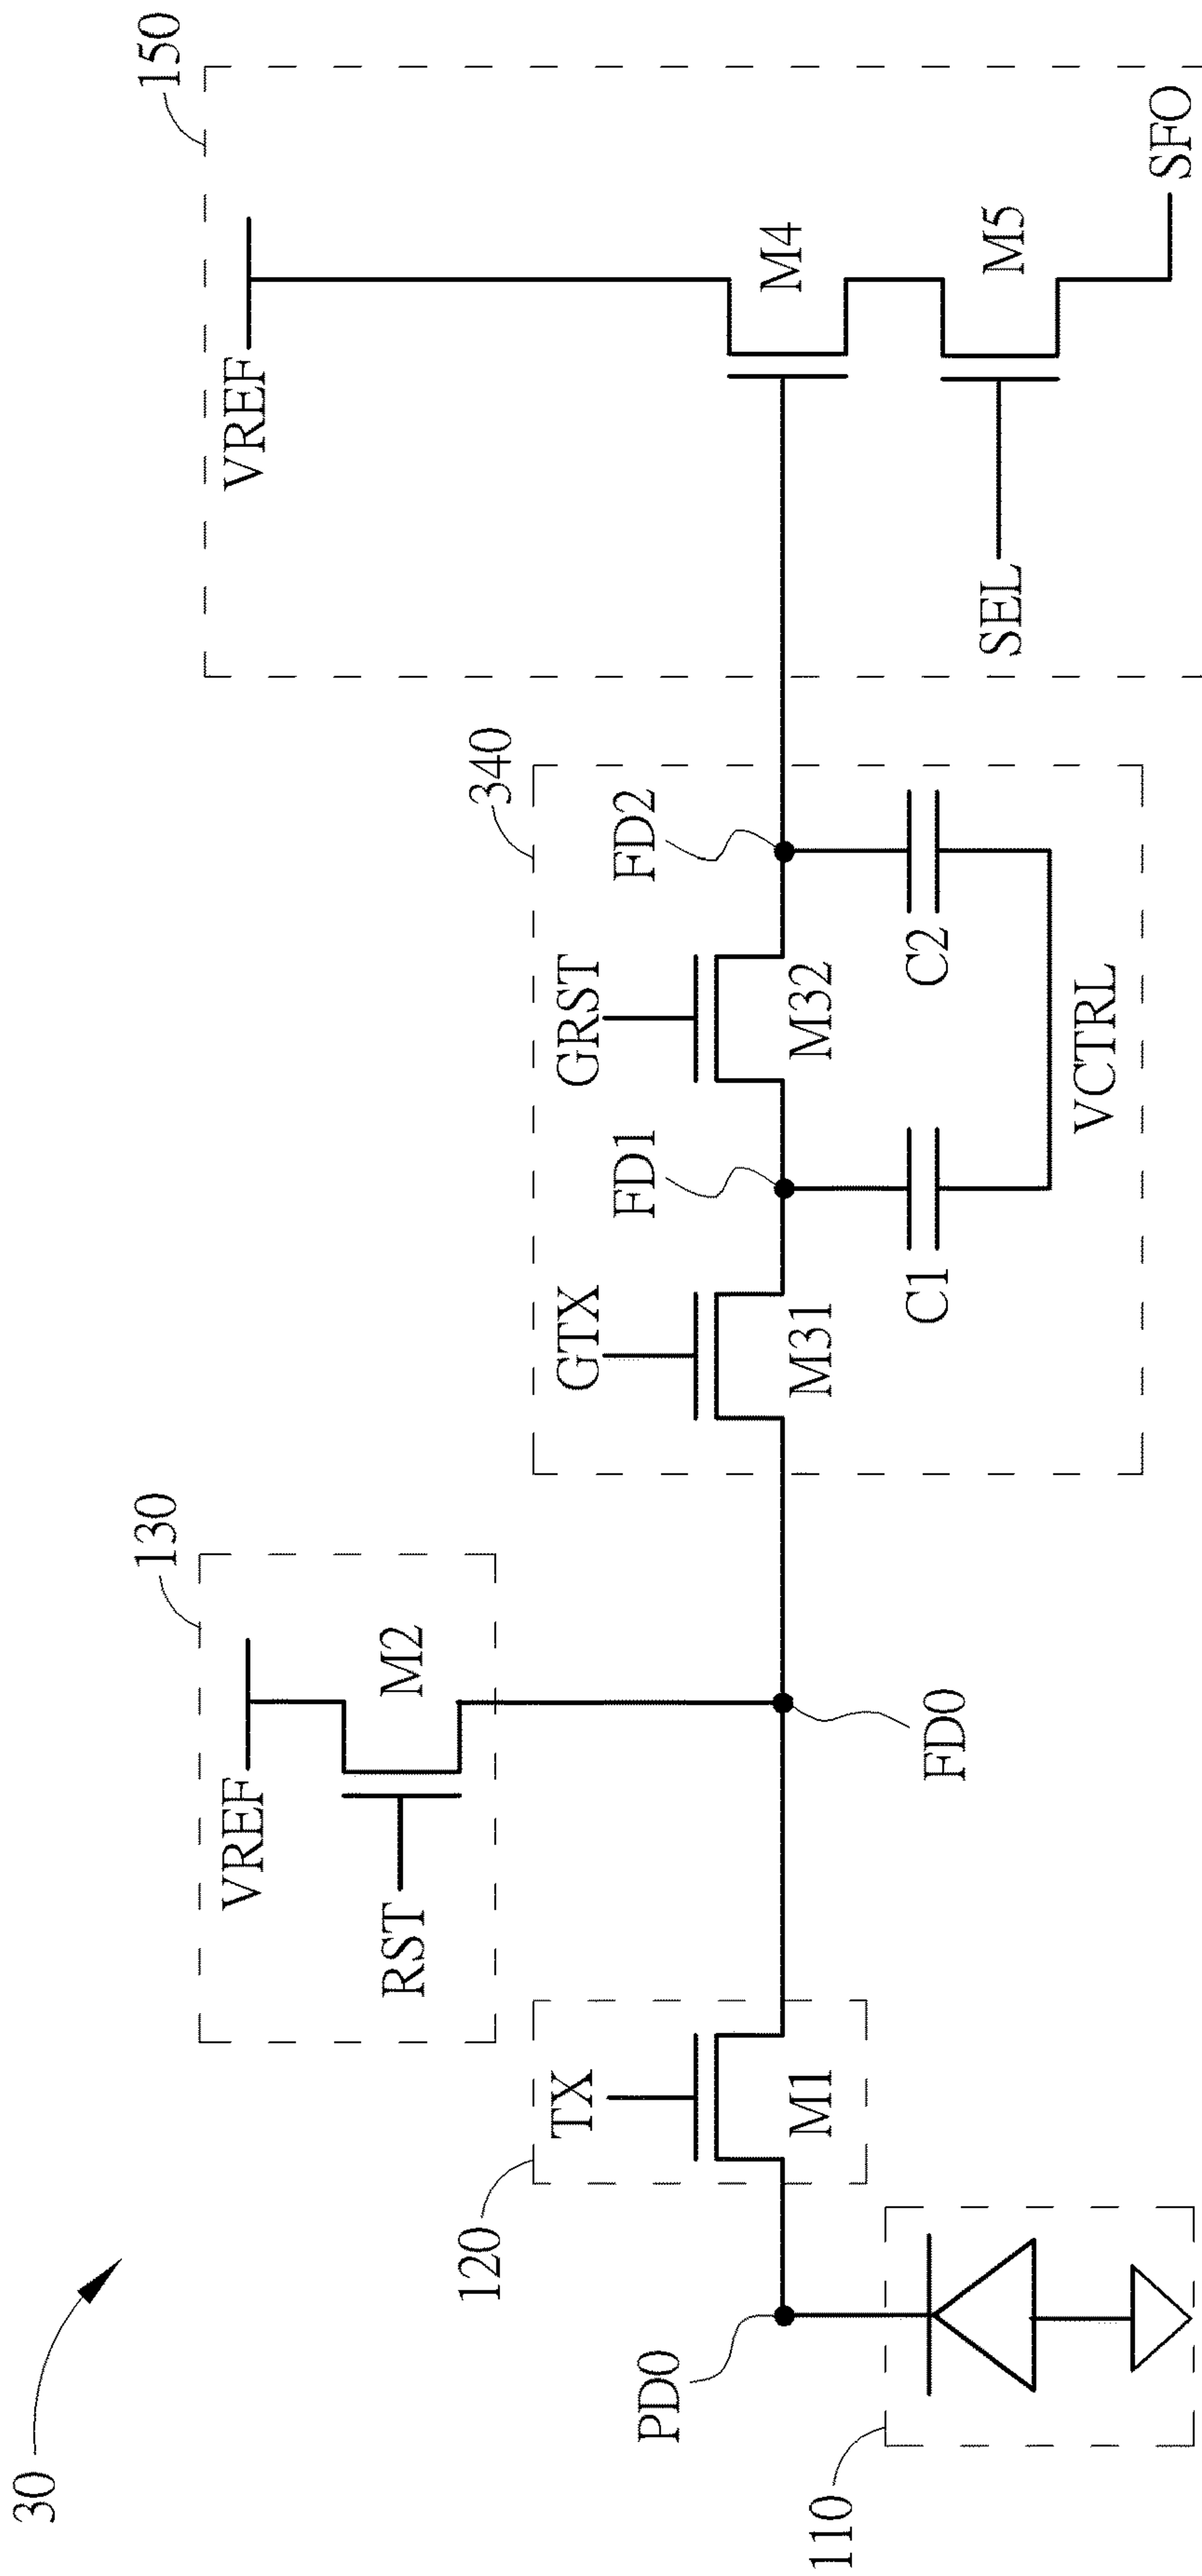 30
150
VREF
M4
M5
SFO
SEL
340
FD2
GRST
M32
C2
FD1
VCTRL
GTX
M31
C1
130
VREF
M2
RST
FD0
120
TX
M1
PD0
110